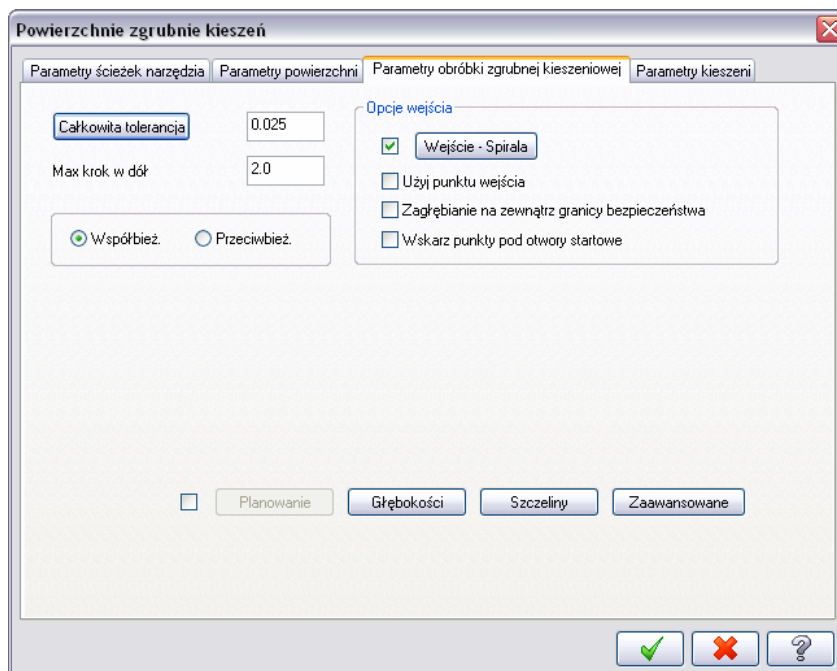 Powierzchnie zgrubnie kieszeń
Parametry ścieżek narzędzia Parametry powierzchni Parametry obróbki zgrubnej kieszeniowej Parametry kieszeni
Całkowita tolerancja 0.025
Max krok w dół 2.0
Współbież. Przeciwbież.
Opcje wejścia
Wejście - Spirala
Użyj punktu wejścia
Zagłębianie na zewnątrz granicy bezpieczeństwa
Wskarz punkty pod otwory startowe
Planowanie Głębokości Szczeliny Zaawansowane